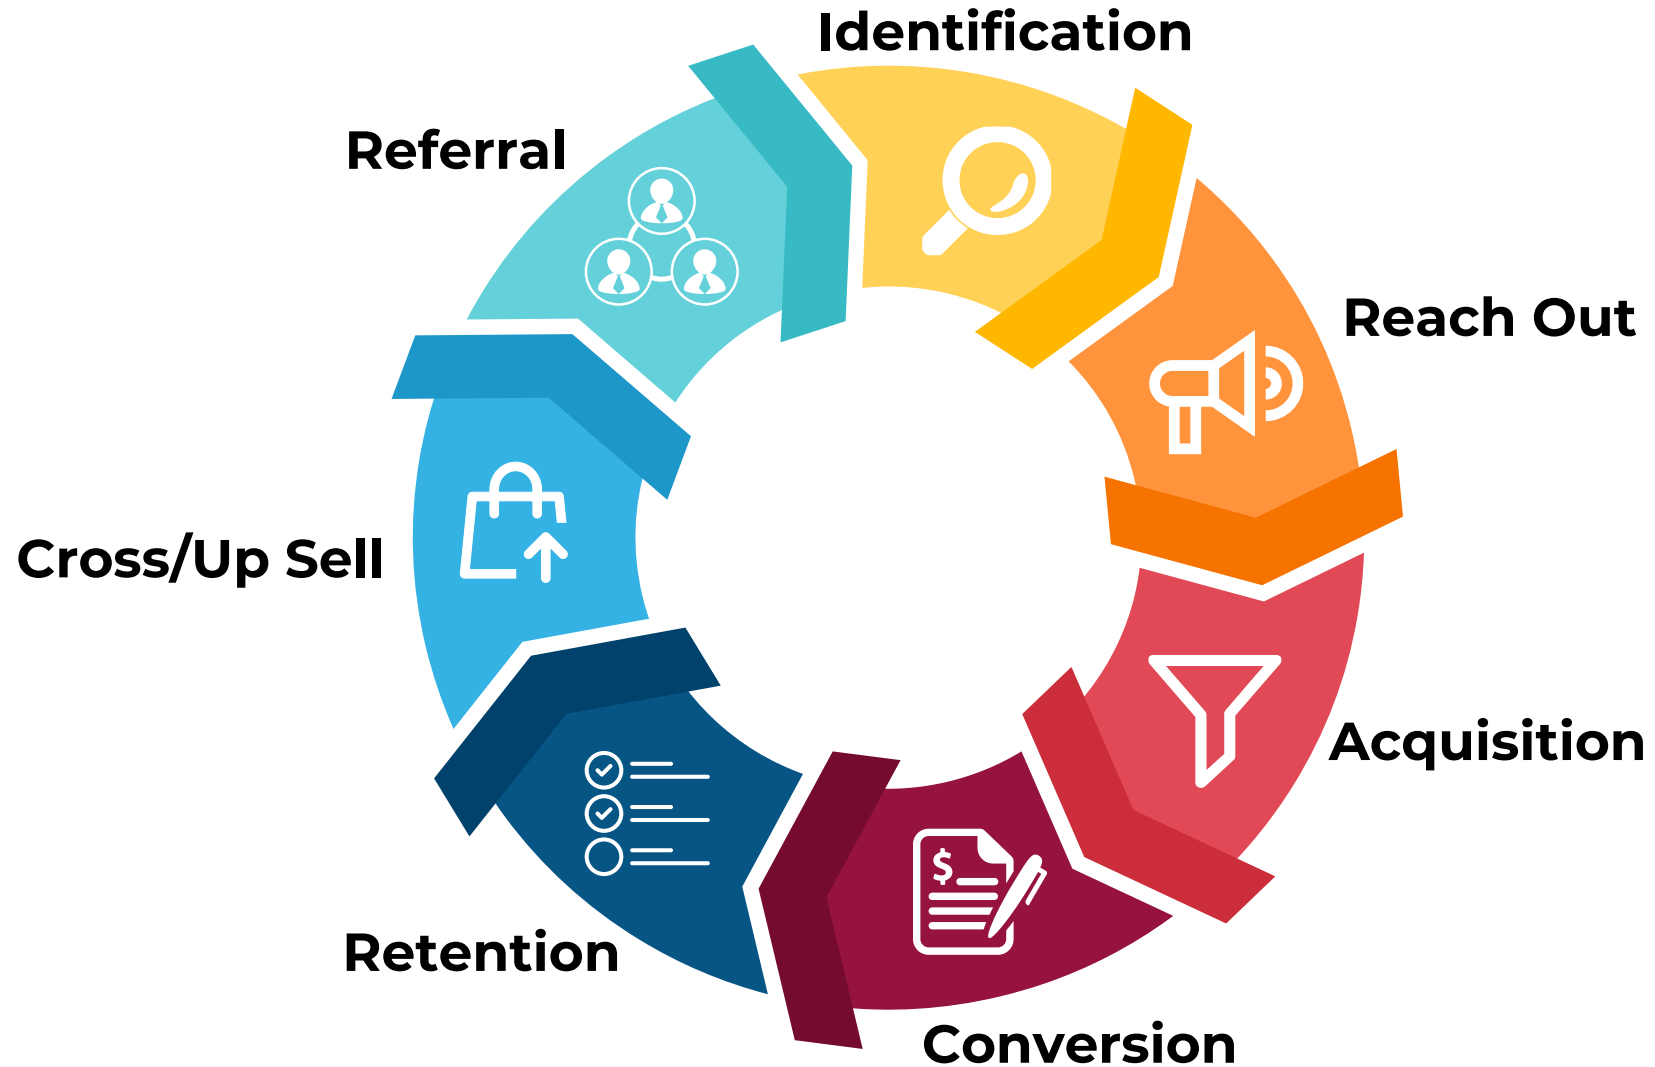 Identification
Reach Out
Acquisition
Conversion
Retention
Cross/Up Sell
Referral
$